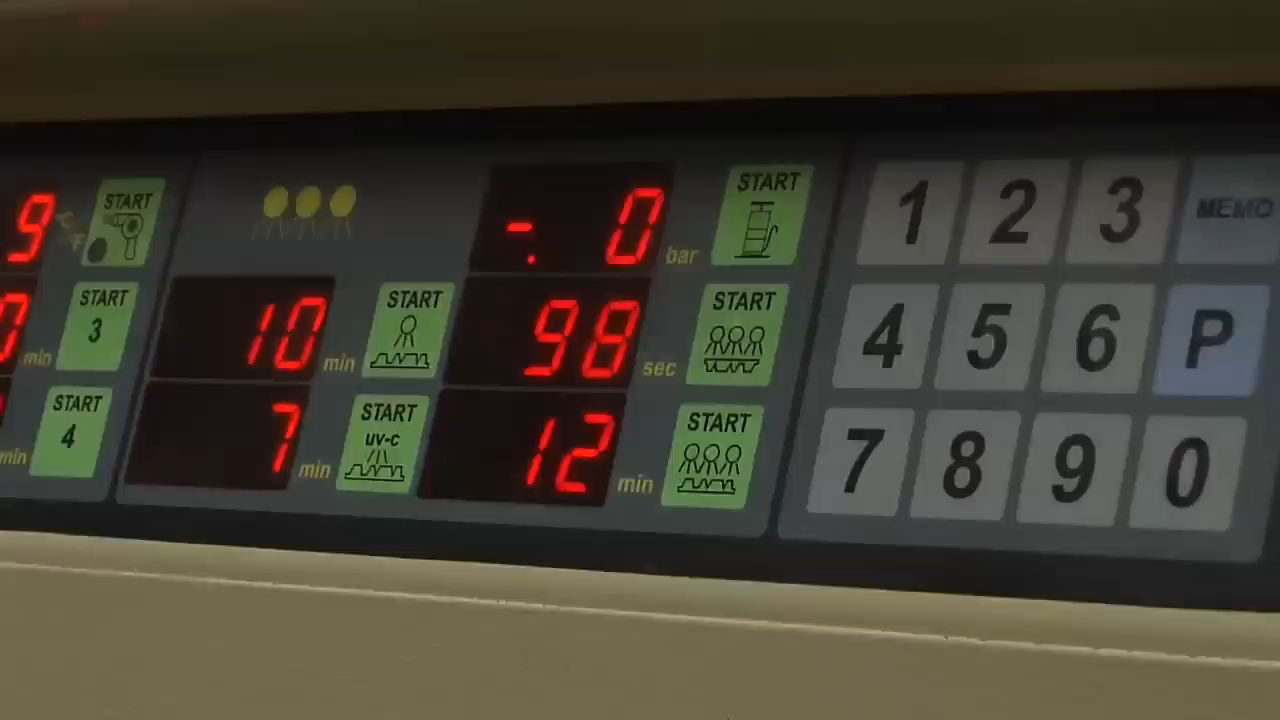 9 °C START -. 0 bar START 1 2 3 MEMO
°F
0 min START 10 min START 98 sec START 4 5 6 P
3
min START 7 min START 12 min START 7 8 9 0
4 uv-c